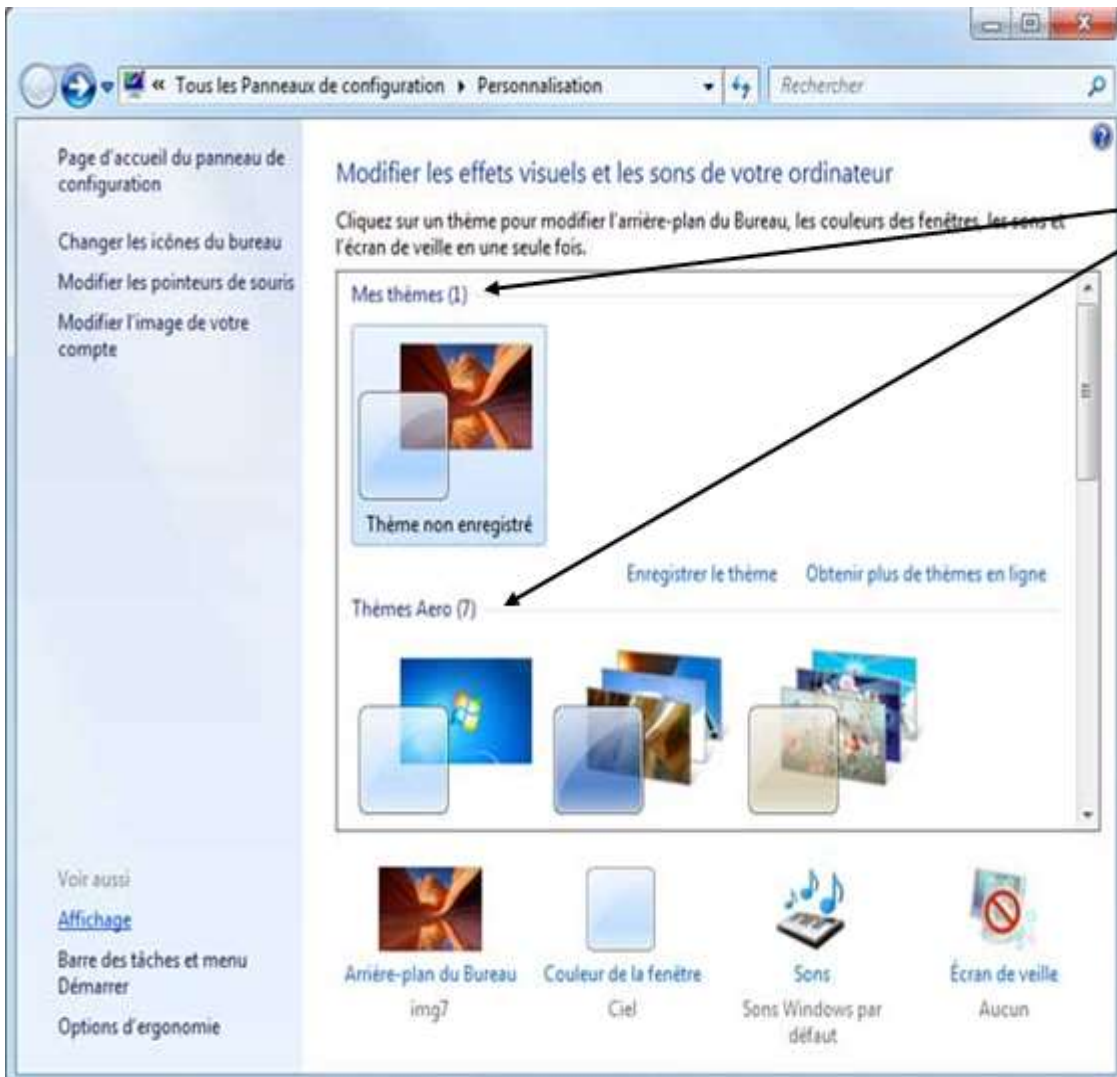 « Tous les Panneaux de configuration ▸ Personnalisation
Rechercher
Page d'accueil du panneau de
configuration
Changer les icônes du bureau
Modifier les pointeurs de souris
Modifier l'image de votre
compte
Modifier les effets visuels et les sons de votre ordinateur
Cliquez sur un thème pour modifier l'arrière-plan du Bureau, les couleurs des fenêtres, les sons et
l'écran de veille en une seule fois.
Mes thèmes (1)
Thème non enregistré
Enregistrer le thème Obtenir plus de thèmes en ligne
Thèmes Aero (7)
Voir aussi
Affichage
Barre des tâches et menu
Démarrer
Options d'ergonomie
Arrière-plan du Bureau
img7
Couleur de la fenêtre
Ciel
Sons
Sons Windows par
défaut
Écran de veille
Aucun